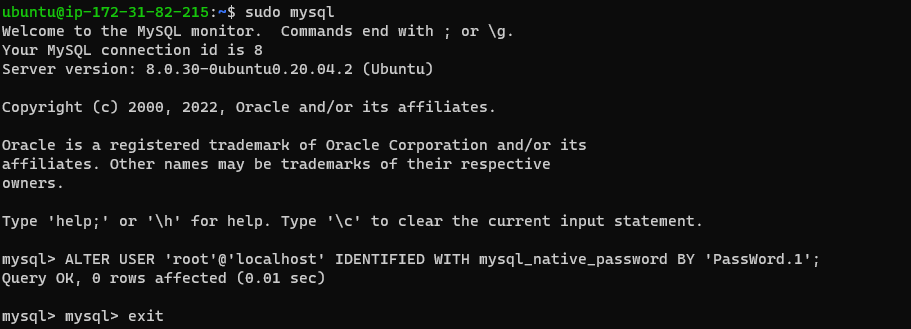 ubuntu@ip-172-31-82-215:~$ sudo mysql
Welcome to the MySQL monitor.  Commands end with ; or \g.
Your MySQL connection id is 8
Server version: 8.0.30-0ubuntu0.20.04.2 (Ubuntu)
Copyright (c) 2000, 2022, Oracle and/or its affiliates.
Oracle is a registered trademark of Oracle Corporation and/or its
affiliates. Other names may be trademarks of their respective
owners.
Type 'help;' or '\h' for help. Type '\c' to clear the current input statement.
mysql> ALTER USER 'root'@'localhost' IDENTIFIED WITH mysql_native_password BY 'PassWord.1';
Query OK, 0 rows affected (0.01 sec)
mysql> mysql> exit